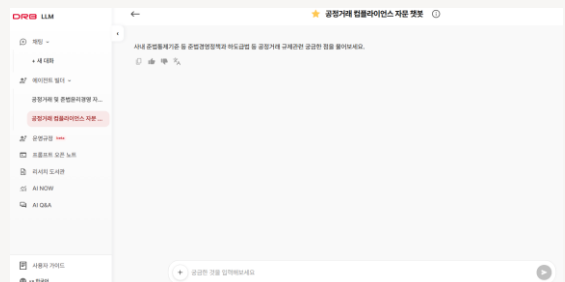 DRB LLM
공정거래 컴플라이언스 자문 챗봇
채팅
+ 새 대화
에이전트 빌더
공정거래 및 준법윤리경영 자...
공정거래 컴플라이언스 자문 ...
운영규정 beta
프롬프트 오픈 노트
리서치 도서관
AI NOW
AI Q&A
사용자 가이드
사내 준법통제기준 등 준법경영정책과 하도급법 등 공정거래 규제관련 궁금한 점을 물어보세요.
궁금한 것을 입력해보세요